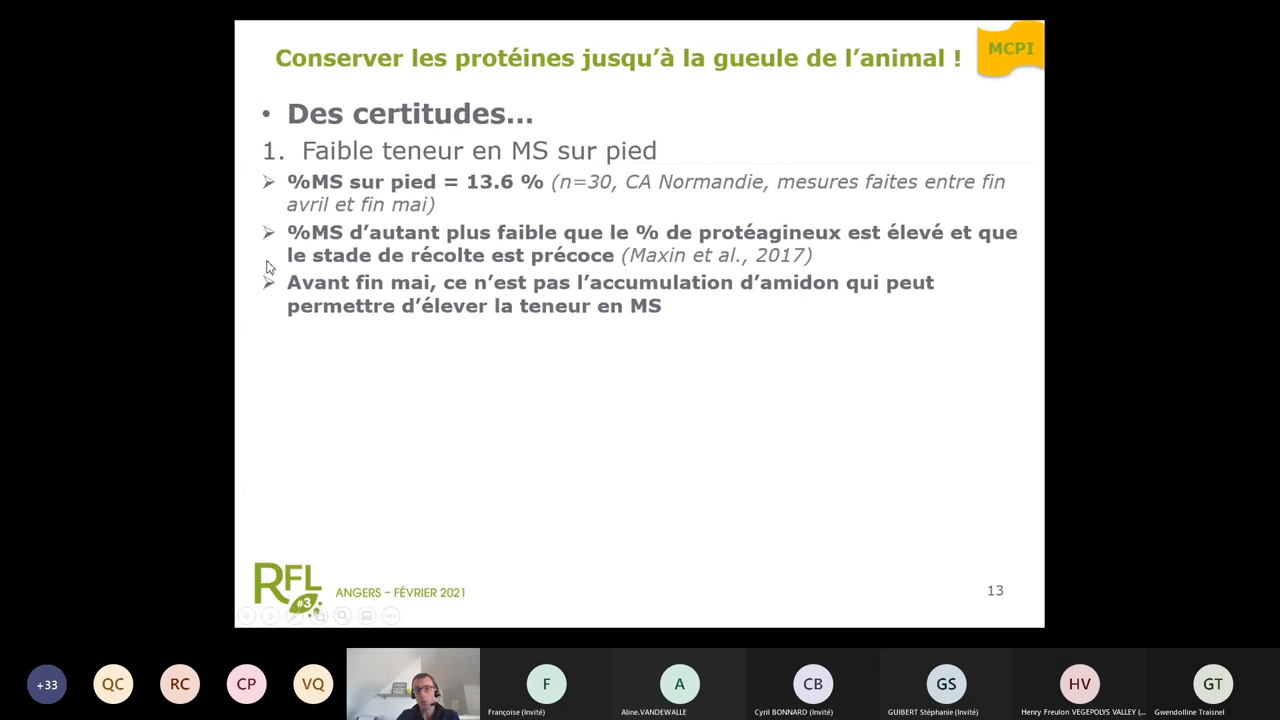 Conserver les protéines jusqu’à la gueule de l’animal !
MCPI
• Des certitudes...
1. Faible teneur en MS sur pied
➢ %MS sur pied = 13.6 % (n=30, CA Normandie, mesures faites entre fin
avril et fin mai)
➢ %MS d’autant plus faible que le % de protéagineux est élevé et que
le stade de récolte est précoce (Maxin et al., 2017)
➢ Avant fin mai, ce n’est pas l’accumulation d’amidon qui peut
permettre d’élever la teneur en MS
RFL
#3
ANGERS – FÉVRIER 2021
13
+33
QC
RC
CP
VQ
F
A
CB
GS
HV
GT
Françoise (Invité)
Aline.VANDEWALLE
Cyril BONNARD (Invité)
GUIBERT Stéphanie (Invité)
Henry Freulon VEGEPOLYS VALLEY (...
Gwendolline Traisnel